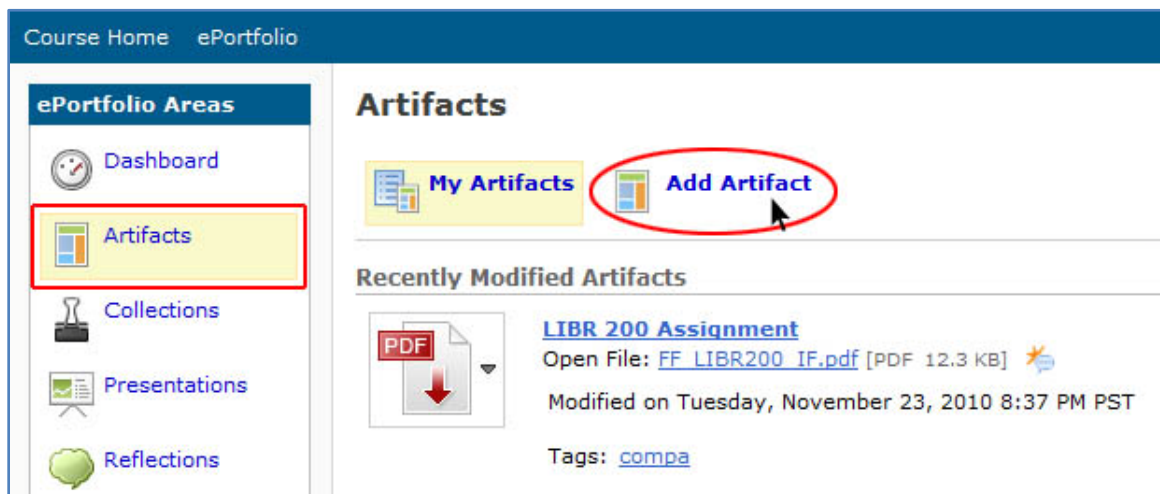 Course Home ePortfolio
ePortfolio Areas
Dashboard
Artifacts
Collections
Presentations
Reflections
Artifacts
My Artifacts
Add Artifact
Recently Modified Artifacts
PDF
LIBR 200 Assignment
Open File: FF_LIBR200_IF.pdf [PDF 12.3 KB]
Modified on Tuesday, November 23, 2010 8:37 PM PST
Tags: compa